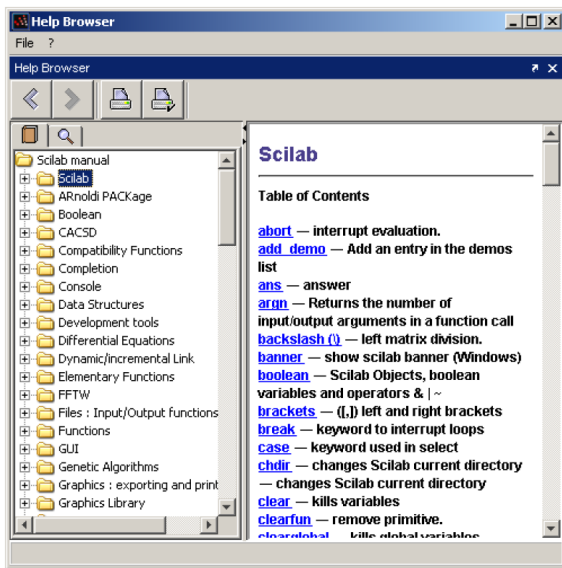 Help Browser
File ?
Help Browser
Scilab manual
Scilab
ARnoldi PACKage
Boolean
CACSD
Compatibility Functions
Completion
Console
Data Structures
Development tools
Differential Equations
Dynamic/incremental Link
Elementary Functions
FFTW
Files : Input/Output functions
Functions
GUI
Genetic Algorithms
Graphics : exporting and print
Graphics Library
Scilab
Table of Contents
abort — interrupt evaluation.
add_demo — Add an entry in the demos
list
ans — answer
argn — Returns the number of
input/output arguments in a function call
backslash (\) — left matrix division.
banner — show scilab banner (Windows)
boolean — Scilab Objects, boolean
variables and operators & | ~
brackets — ([,]) left and right brackets
break — keyword to interrupt loops
case — keyword used in select
chdir — changes Scilab current directory
— changes Scilab current directory
clear — kills variables
clearfun — remove primitive.
clearglobal — kills global variables